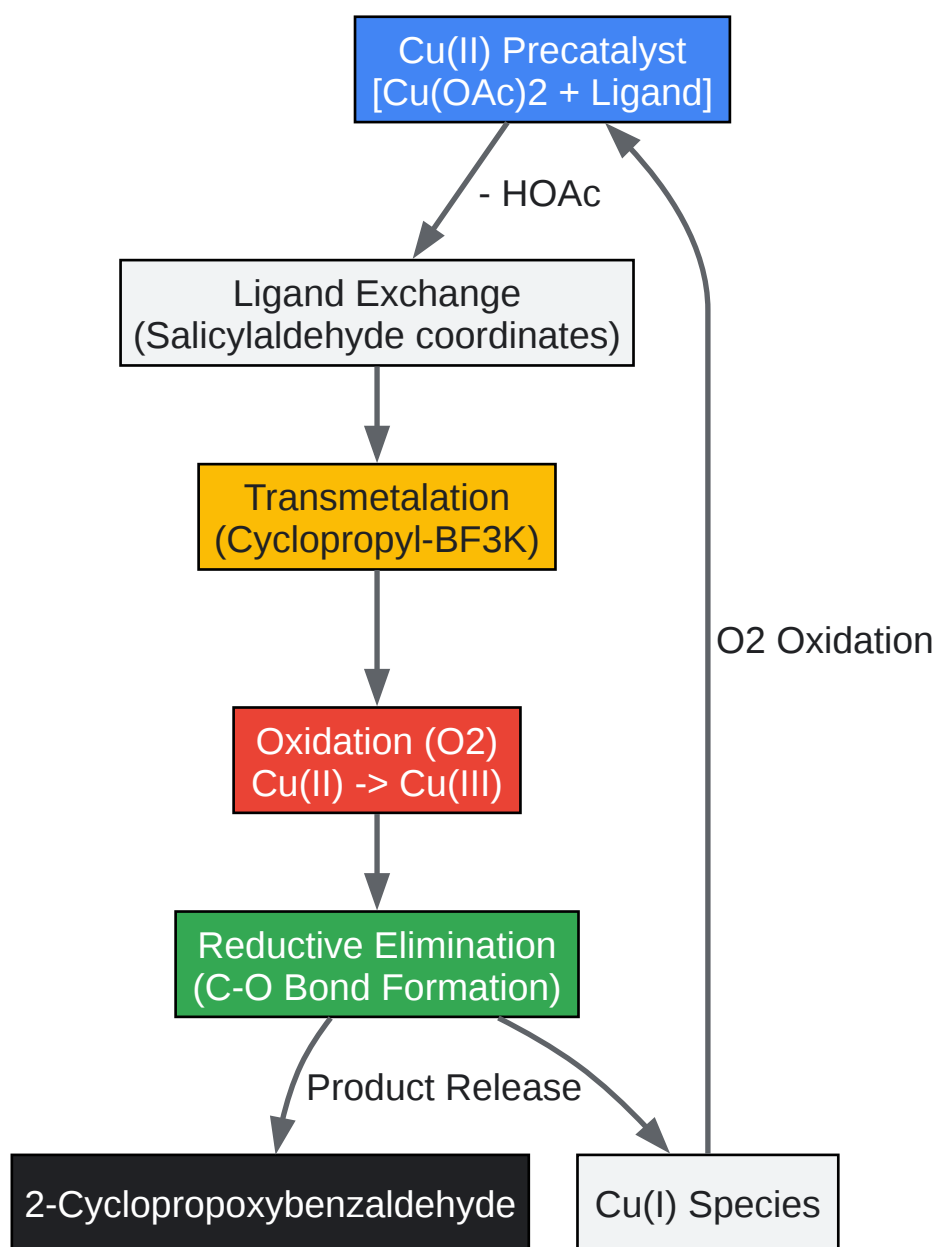 Cu(II) Precatalyst
[Cu(OAc)2 + Ligand]
- HOAc
Ligand Exchange
(Salicylaldehyde coordinates)
Transmetalation
(Cyclopropyl-BF3K)
O2 Oxidation
Oxidation (O2)
Cu(II) -> Cu(III)
Reductive Elimination
(C-O Bond Formation)
Product Release
2-Cyclopropoxybenzaldehyde
Cu(I) Species